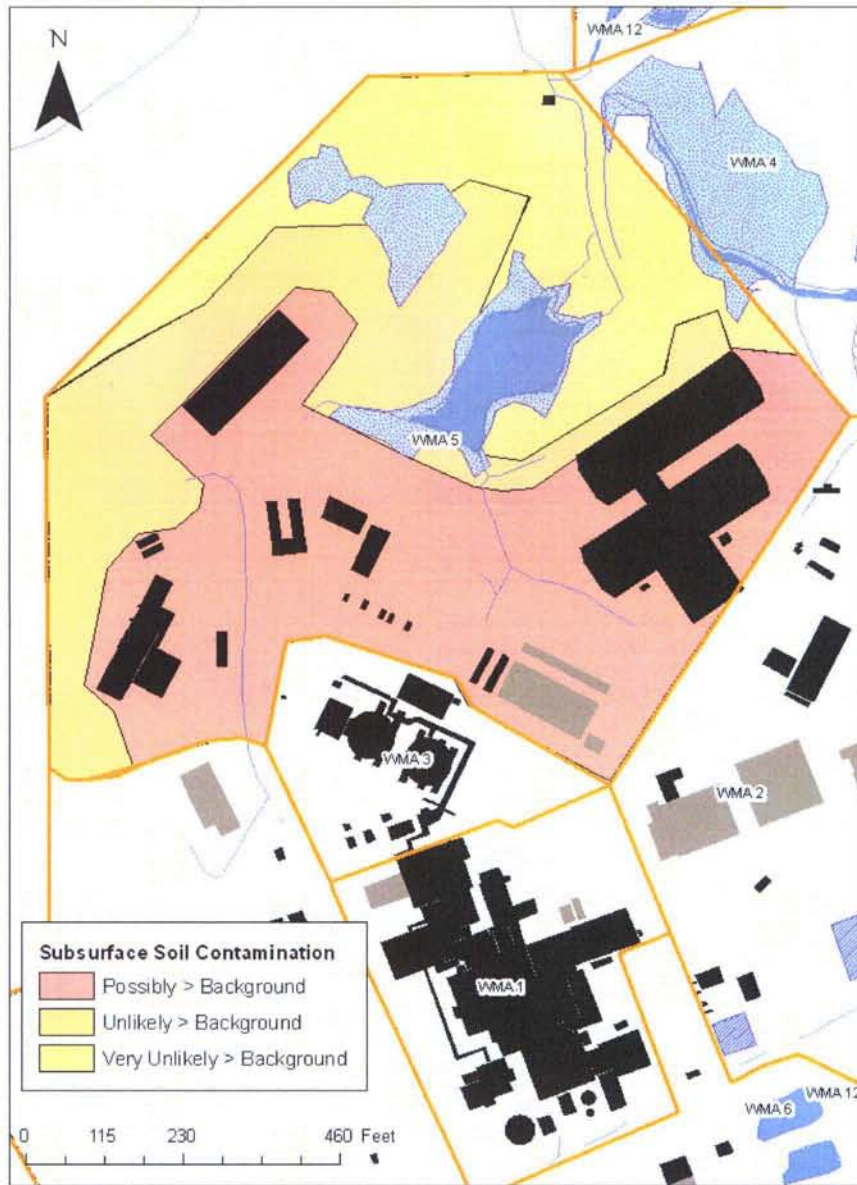 WMA 12
N
WMA 4
WMA 5
WMA 3
WMA 2
WMA 1
Subsurface Soil Contamination
Possibly > Background
Unlikely > Background
Very Unlikely > Background
WMA 12
WMA 6
0 115 230 460 Feet